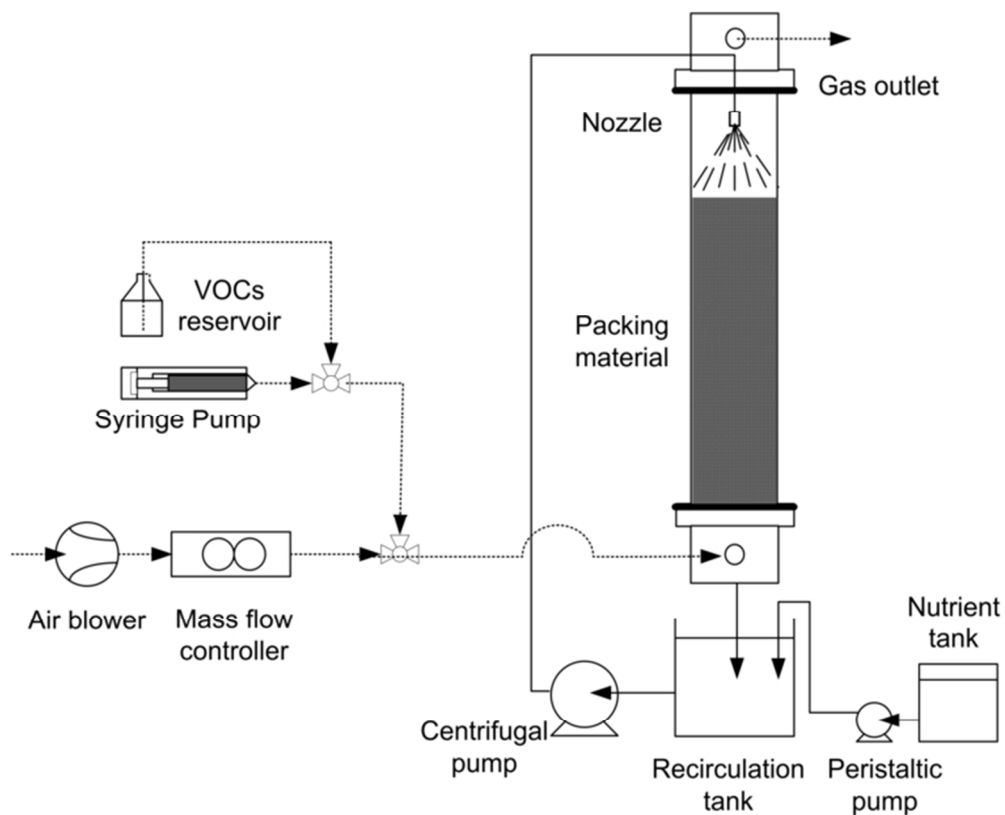 Gas outlet
Nozzle
VOCs
reservoir
Packing
material
Syringe Pump
Air blower
Mass flow
controller
Nutrient
tank
Centrifugal
pump
Recirculation
tank
Peristaltic
pump